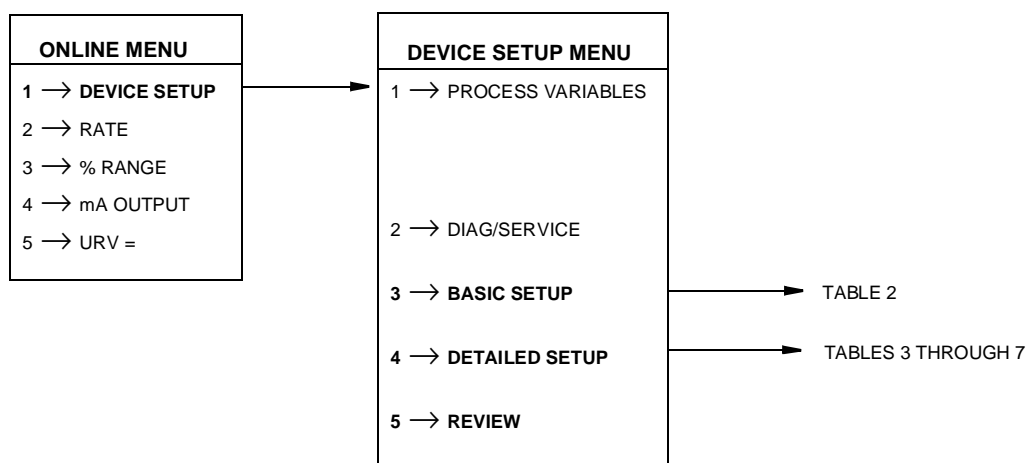 ONLINE MENU
1 → DEVICE SETUP
2 → RATE
3 → % RANGE
4 → mA OUTPUT
5 → URV =
DEVICE SETUP MENU
1 → PROCESS VARIABLES
2 → DIAG/SERVICE
3 → BASIC SETUP
TABLE 2
4 → DETAILED SETUP
TABLES 3 THROUGH 7
5 → REVIEW